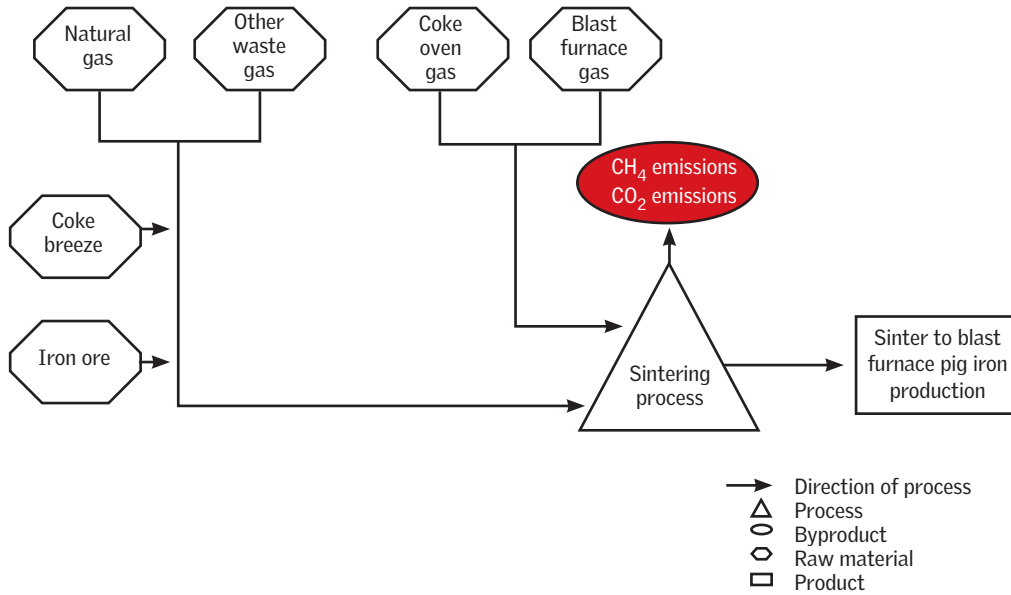 Natural
gas
Other
waste
gas
Coke
oven
gas
Blast
furnace
gas
CH₄ emissions
CO₂ emissions
Coke
breeze
Iron ore
Sintering
process
Sinter to blast
furnace pig iron
production
Direction of process
Process
Byproduct
Raw material
Product